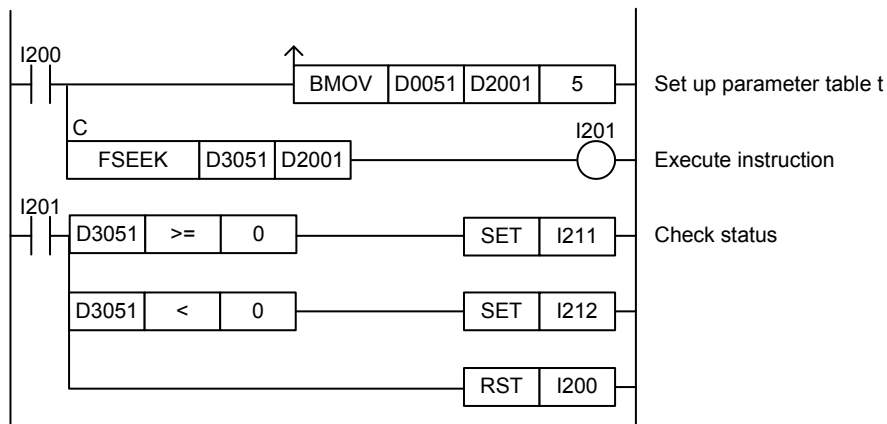 I200
BMOV D0051 D2001 5 Set up parameter table t
C
I201
FSEEK D3051 D2001 Execute instruction
I201
D3051 >= 0 SET I211 Check status
D3051 < 0 SET I212
RST I200